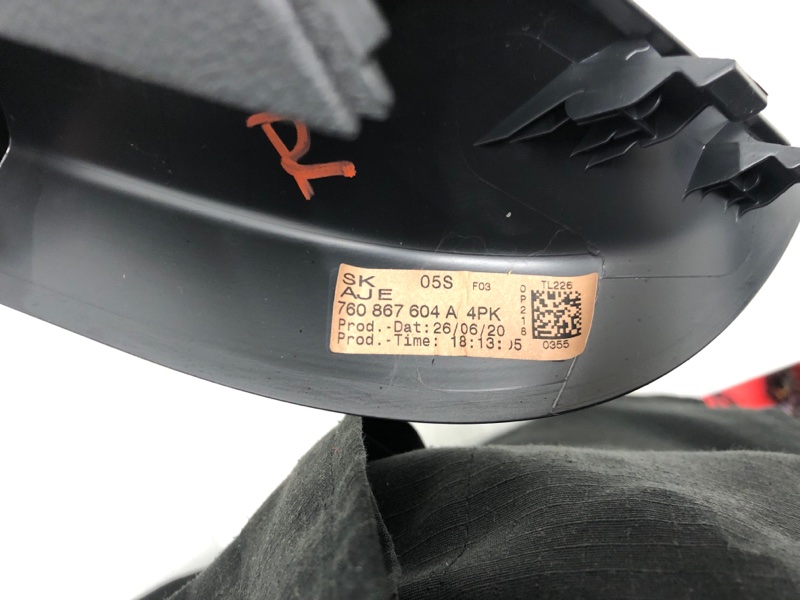 R
SK 05S F03
AJE
760 867 604 A 4PK
Prod.-Dat:26/06/20
Prod.-Time: 18:13:
0P218
TL226
0355